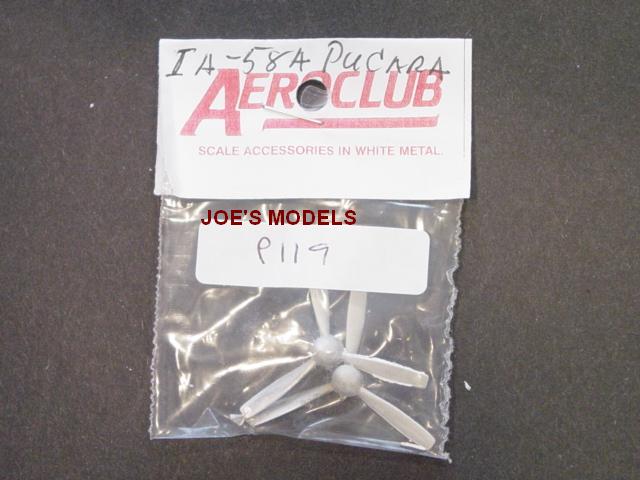 IA-58A PUCARA
AEROCLUB
SCALE ACCESSORIES IN WHITE METAL.
JOE'S MODELS
P119